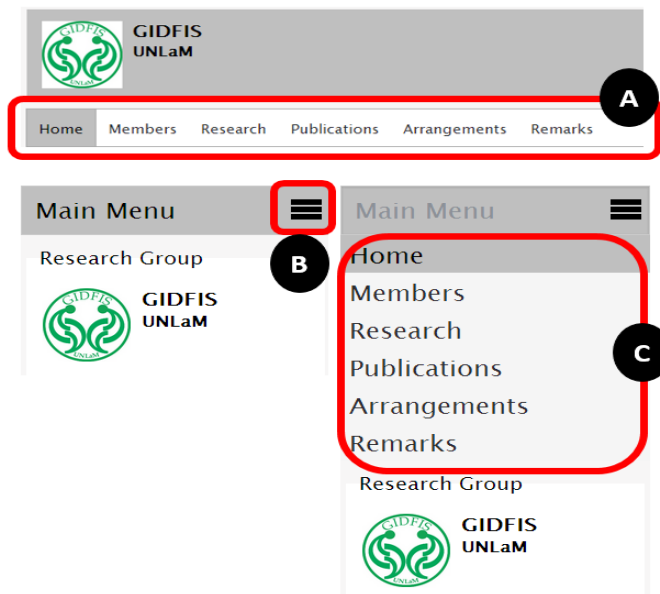 GIDFIS
UNLaM
A
Home Members Research Publications Arrangements Remarks
Main Menu
B
Research Group
GIDFIS
UNLaM
Main Menu
Home
Members
Research
Publications
Arrangements
Remarks
C
Research Group
GIDFIS
UNLaM